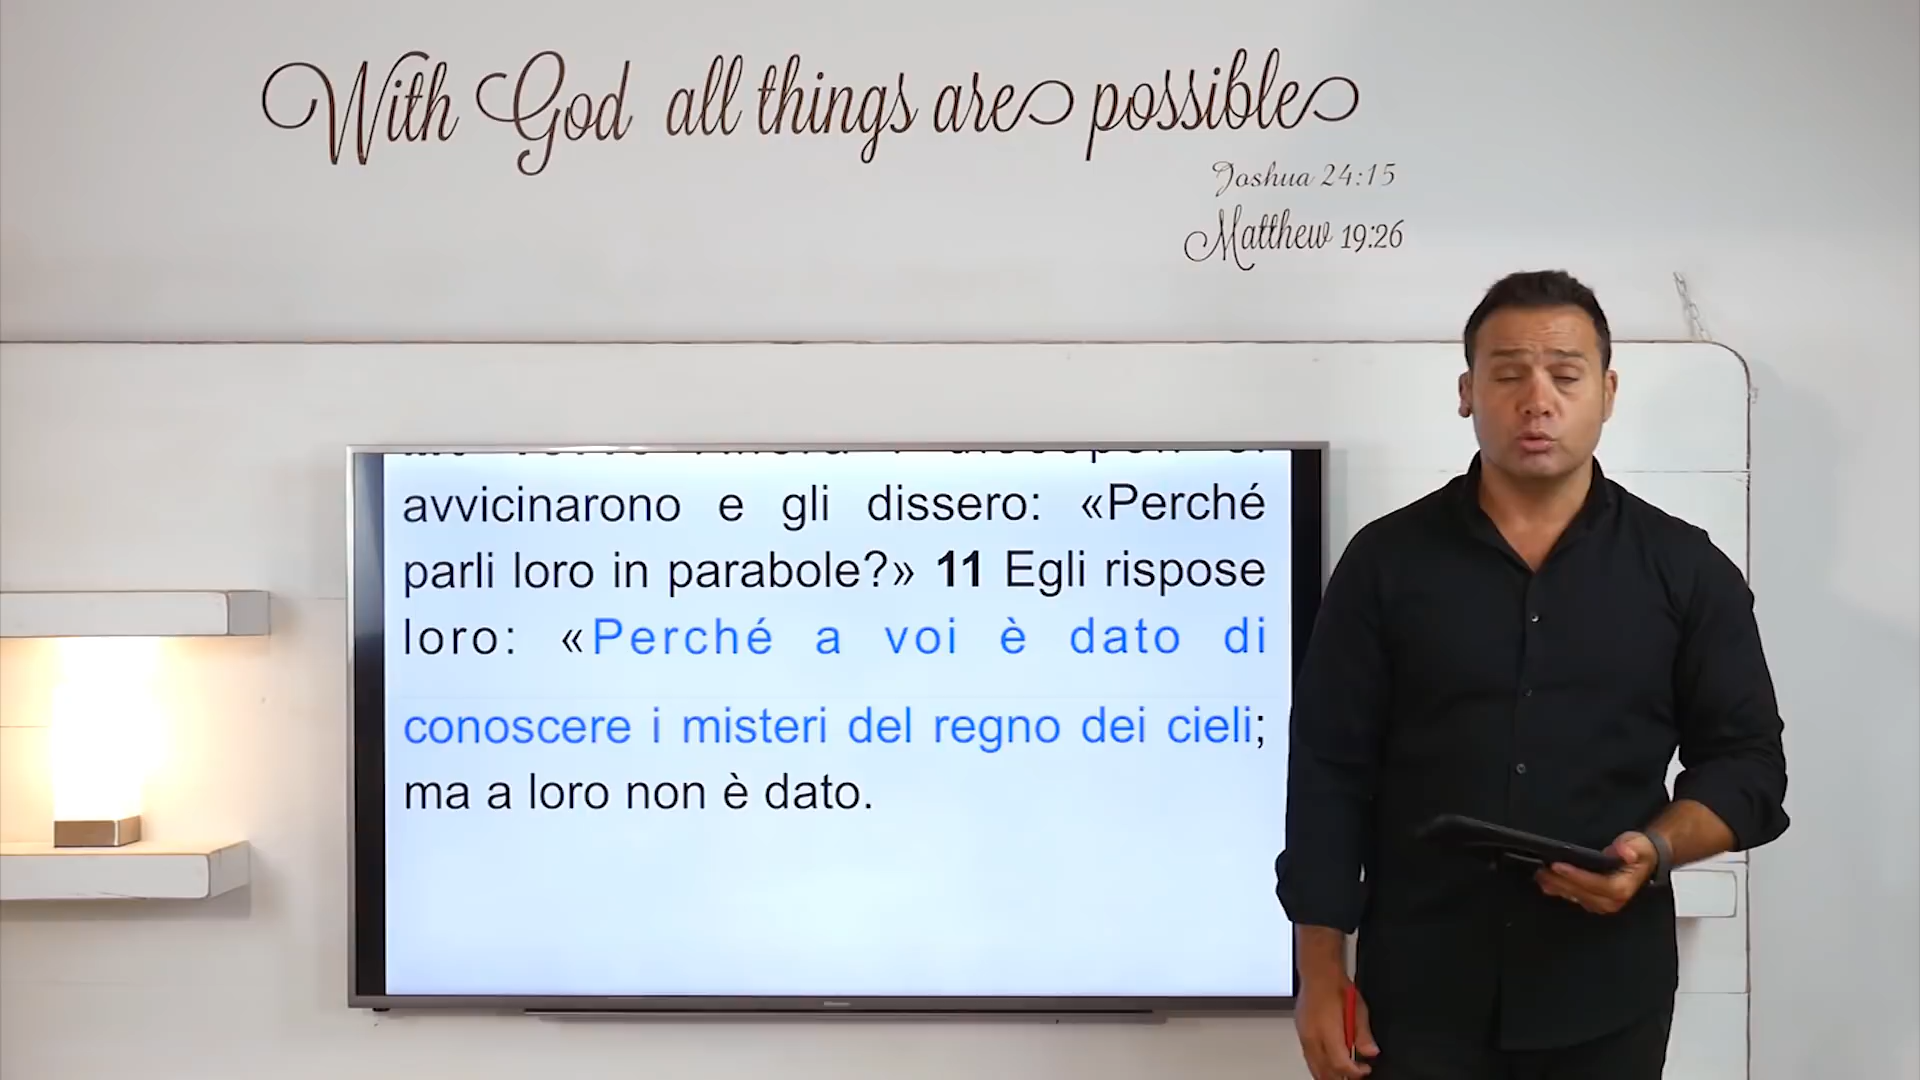 With God all things are possible
Joshua 24:15
Matthew 19:26
avvicinarono e gli dissero: «Perché
parli loro in parabole?» 11 Egli rispose
loro: «Perché a voi è dato di
conoscere i misteri del regno dei cieli;
ma a loro non è dato.